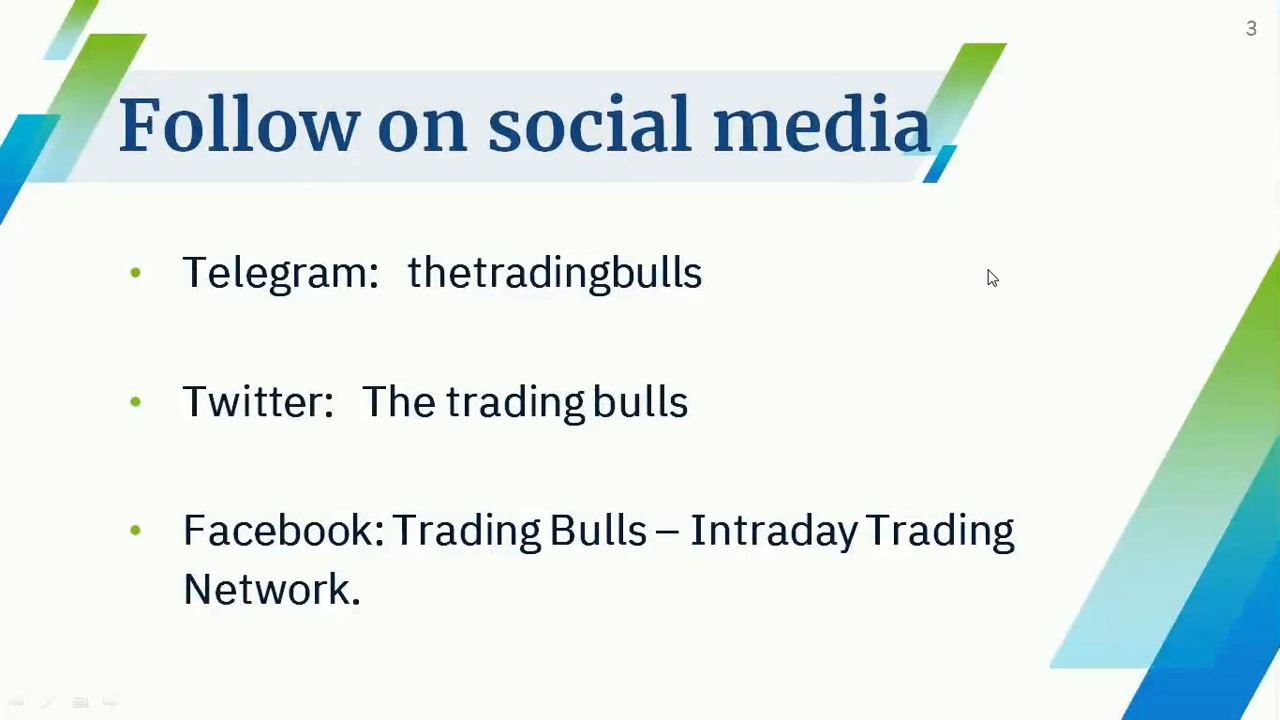 3
Follow on social media
• Telegram: thetradingbulls
• Twitter: The trading bulls
• Facebook: Trading Bulls – Intraday Trading
Network.